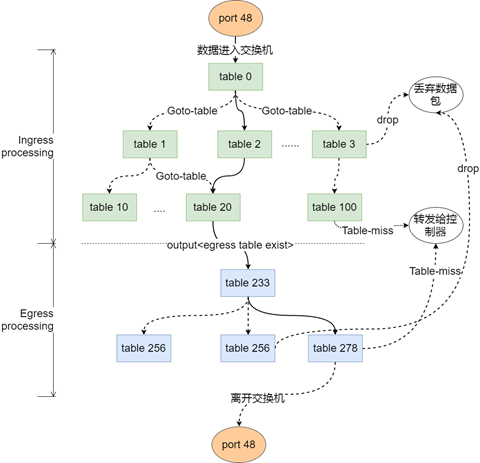 port 48
数据进入交换机
table 0
丢弃数据
包
Goto-table
Goto-table
drop
Ingress
processing
table 1
table 2
......
table 3
Goto-table
drop
table 10
....
table 20
table 100
转发给控
制器
Table-miss
output<egress table exist>
table 233
Table-miss
Egress
processing
table 256
table 256
table 278
离开交换机
port 48